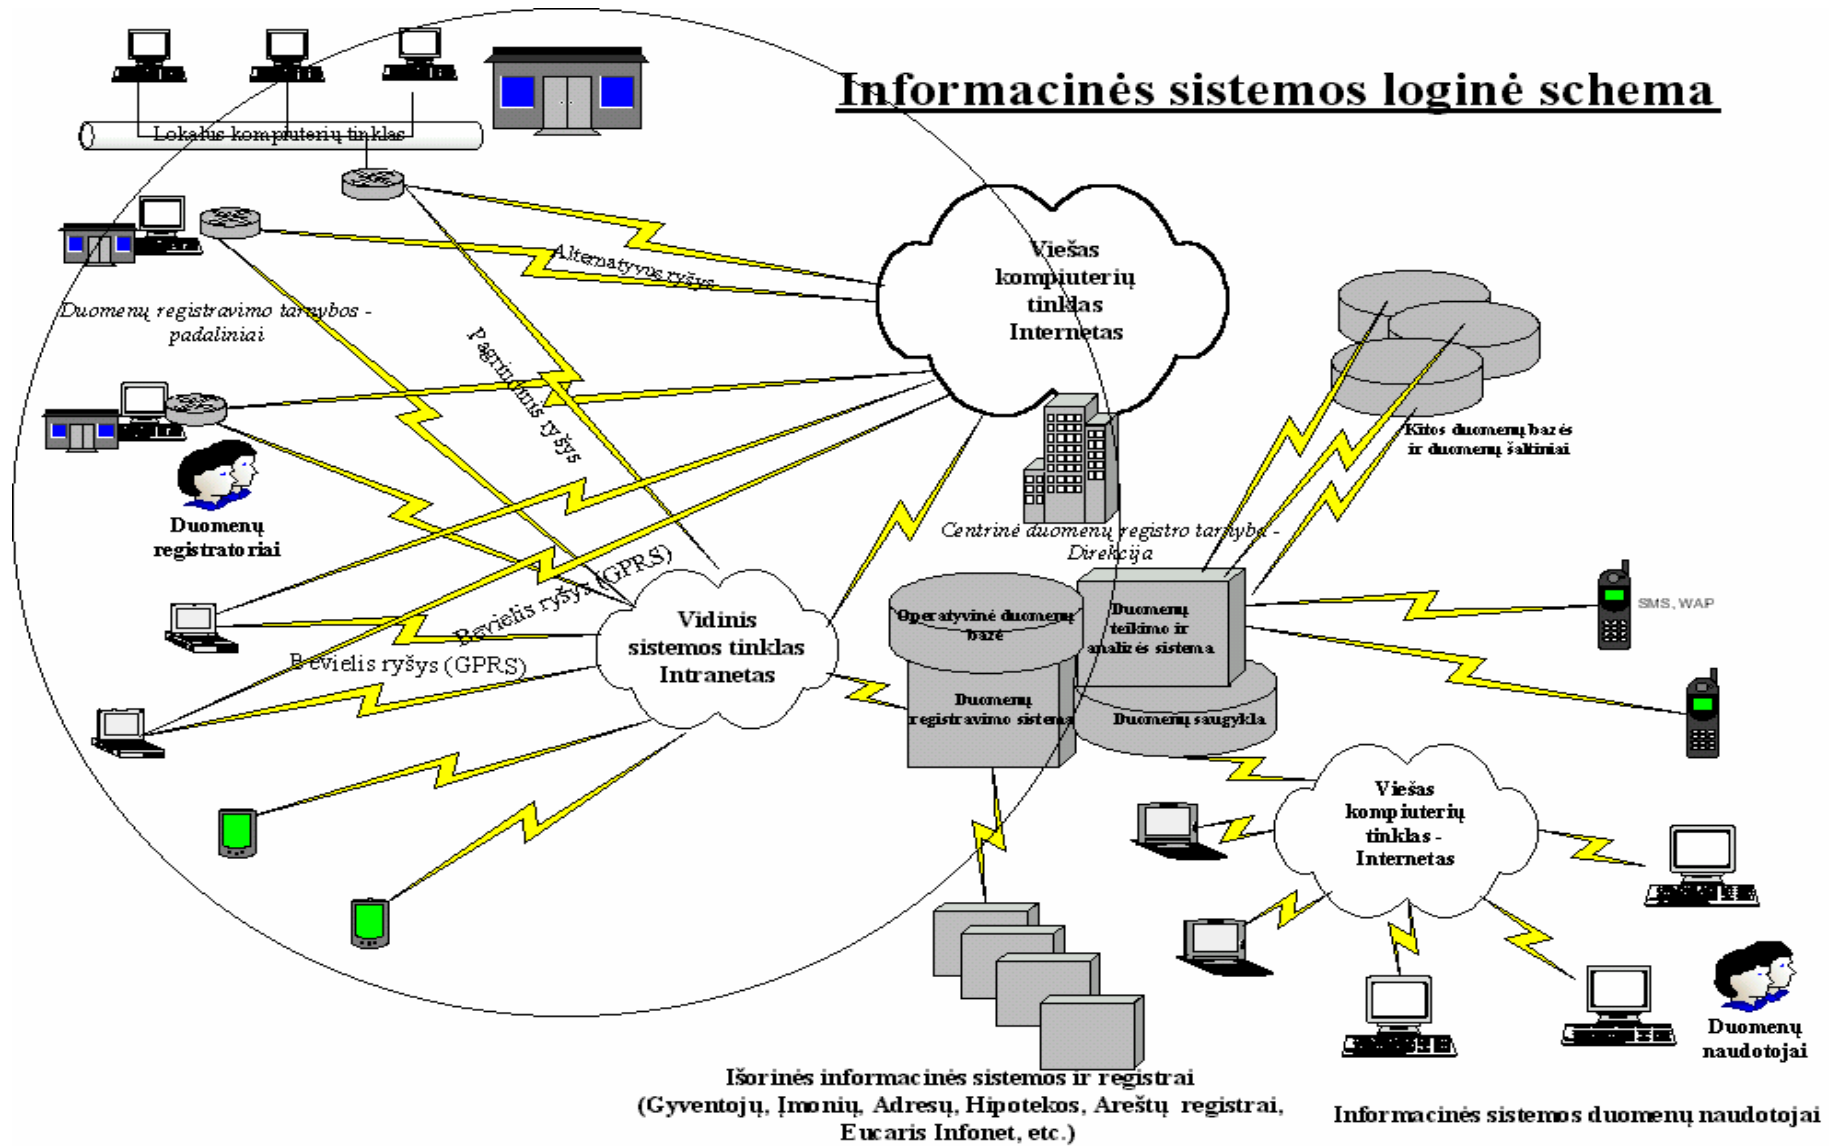 Informacinės sistemos loginė schema
Lokalus kompiuterių tinklas
Alternatyvus ryšys
Viešas
kompiuterių
tinklas
Internetas
Duomenų registravimo tarnybos -
padaliniai
Pagrindinis ryšys
Kitos duomenų bazės
ir duomenų šaltiniai
Duomenų
registratoriai
Centrinė duomenų registro tarnyba -
Direkcija
Bevielis ryšys (GPRS)
Bevielis ryšys (GPRS)
Vidinis
sistemos tinklas
Intranetas
Operatyvinė duomenų
bazė
Duomenų
teikimo ir
analizės sistema
SMS, WAP
Duomenų
registravimo sistema
Duomenų saugykla
Viešas
kompiuterių
tinklas -
Internetas
Duomenų
naudotojai
Išorinės informacinės sistemos ir registrai
(Gyventojų, Įmonių, Adresų, Hipotekos, Areštų registrai,
Eucaris Infonet, etc.)
Informacinės sistemos duomenų naudotojai